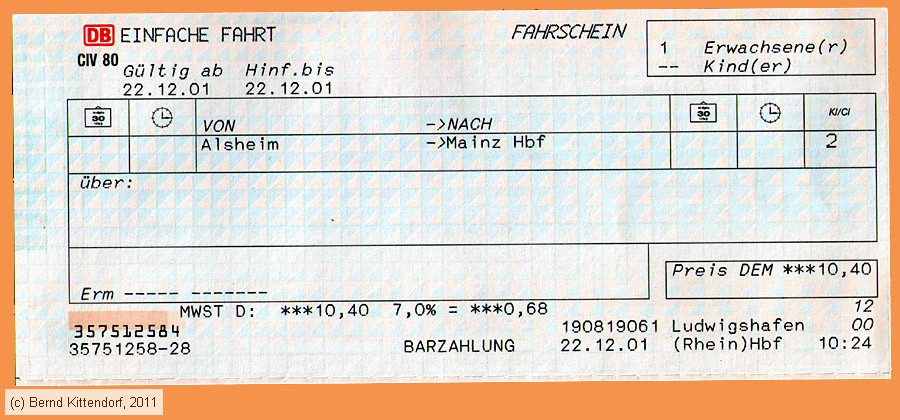 DB EINFACHE FAHRT FAHRSCHEIN
CIV 80
1 Erwachsene(r)
-- Kind(er)
Gültig ab Hinf.bis
22.12.01 22.12.01
30 30 Kl/Cl
VON ->NACH
Alsheim ->Mainz Hbf 2
über:
Erm ----- -------
Preis DEM ***10,40
MWST D: ***10,40 7,0% = ***0,68 12
357512584 190819061 Ludwigshafen 00
35751258-28 BARZAHLUNG 22.12.01 (Rhein)Hbf 10:24
(c) Bernd Kittendorf, 2011